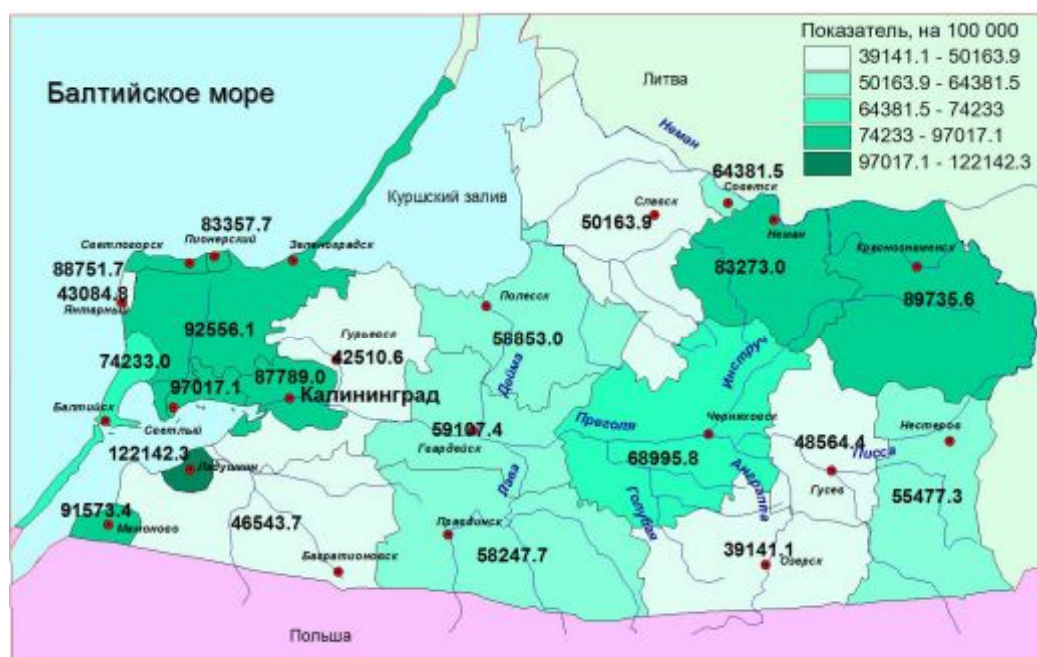 Показатель, на 100 000
39141.1 - 50163.9
50163.9 - 64381.5
64381.5 - 74233
74233 - 97017.1
97017.1 - 122142.3
Балтийское море
Литва
Неман
Куршский залив
64381.5
Советск
Славск
50163.9
Неман
83273.0
Краснознаменск
89735.6
83357.7
Светлогорск
Пионерский
Зеленоградск
88751.7
43084.8
Янтарный
92556.1
Гурьевск
42510.6
Полесск
58853.0
Дейма
Инструч
74233.0
97017.1
87789.0
Калининград
Балтийск
Светлый
59107.4
Гвардейск
Преголя
Черняховск
68995.8
48564.4
Писса
Гусев
Нестеров
55477.3
122142.3
Ладушкин
Лава
Голубая
Андраппа
91573.4
Мамоново
46543.7
Багратионовск
Правдинск
58247.7
39141.1
Озерск
Польша